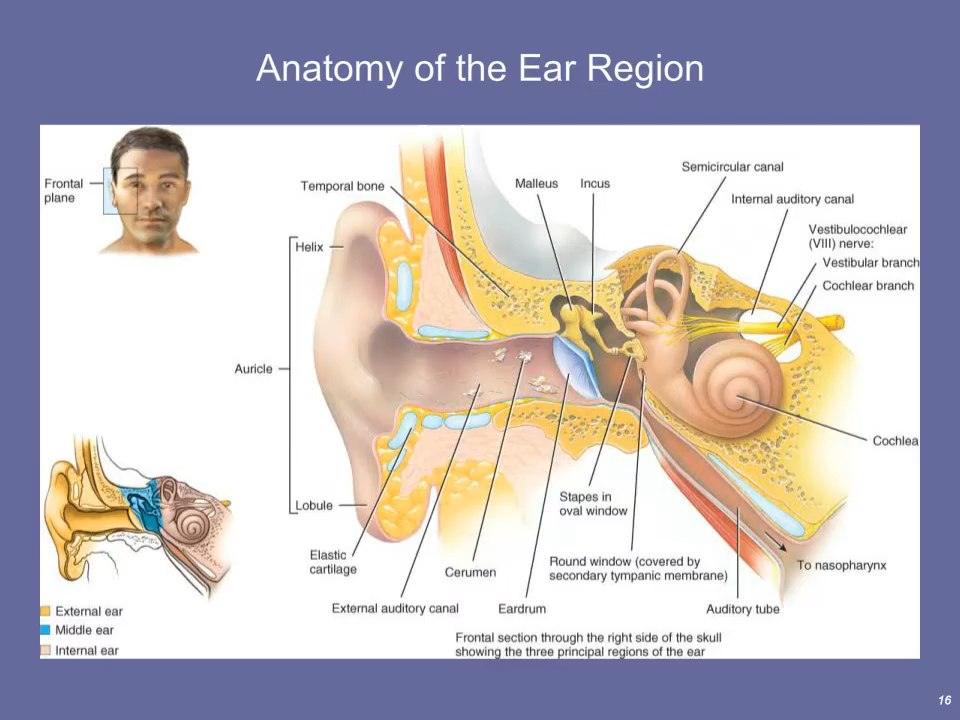 Anatomy of the Ear Region
Frontal
plane
Temporal bone
Malleus
Incus
Semicircular canal
Internal auditory canal
Vestibulocochlear
(VIII) nerve:
Vestibular branch
Cochlear branch
Helix
Auricle
Lobule
Cochlea
Stapes in
oval window
Elastic
cartilage
Cerumen
Round window (covered by
secondary tympanic membrane)
To nasopharynx
External auditory canal
Eardrum
Auditory tube
External ear
Middle ear
Internal ear
Frontal section through the right side of the skull
showing the three principal regions of the ear
16